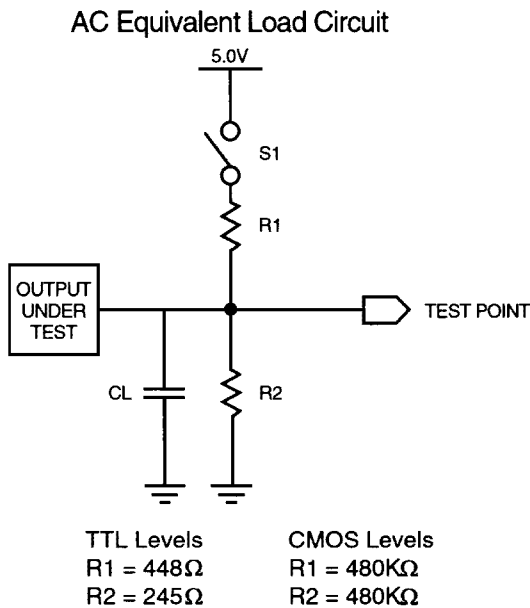 AC Equivalent Load Circuit
5.0V
S1
R1
OUTPUT
UNDER
TEST
TEST POINT
CL
R2
TTL Levels
R1 = 448Ω
R2 = 245Ω
CMOS Levels
R1 = 480KΩ
R2 = 480KΩ